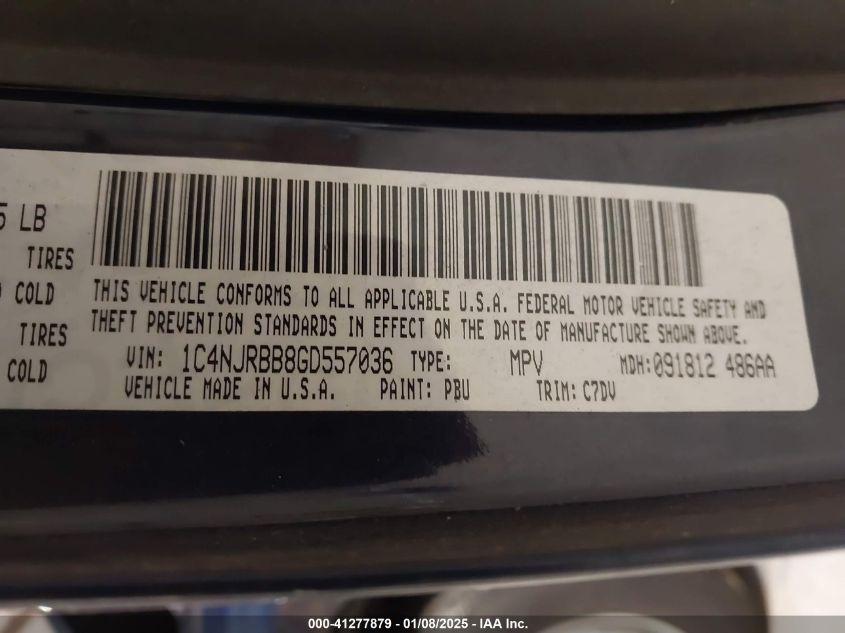 5 LB
TIRES
COLD
TIRES
COLD
THIS VEHICLE CONFORMS TO ALL APPLICABLE U.S.A. FEDERAL MOTOR VEHICLE SAFETY AND
THEFT PREVENTION STANDARDS IN EFFECT ON THE DATE OF MANUFACTURE SHOWN ABOVE.
VIN: 1C4NJRBB8GD557036 TYPE: MPV MDH:091812 486AA
VEHICLE MADE IN U.S.A. PAINT: PBU TRIM: C7DV
000-41277879 - 01/08/2025 - IAA Inc.